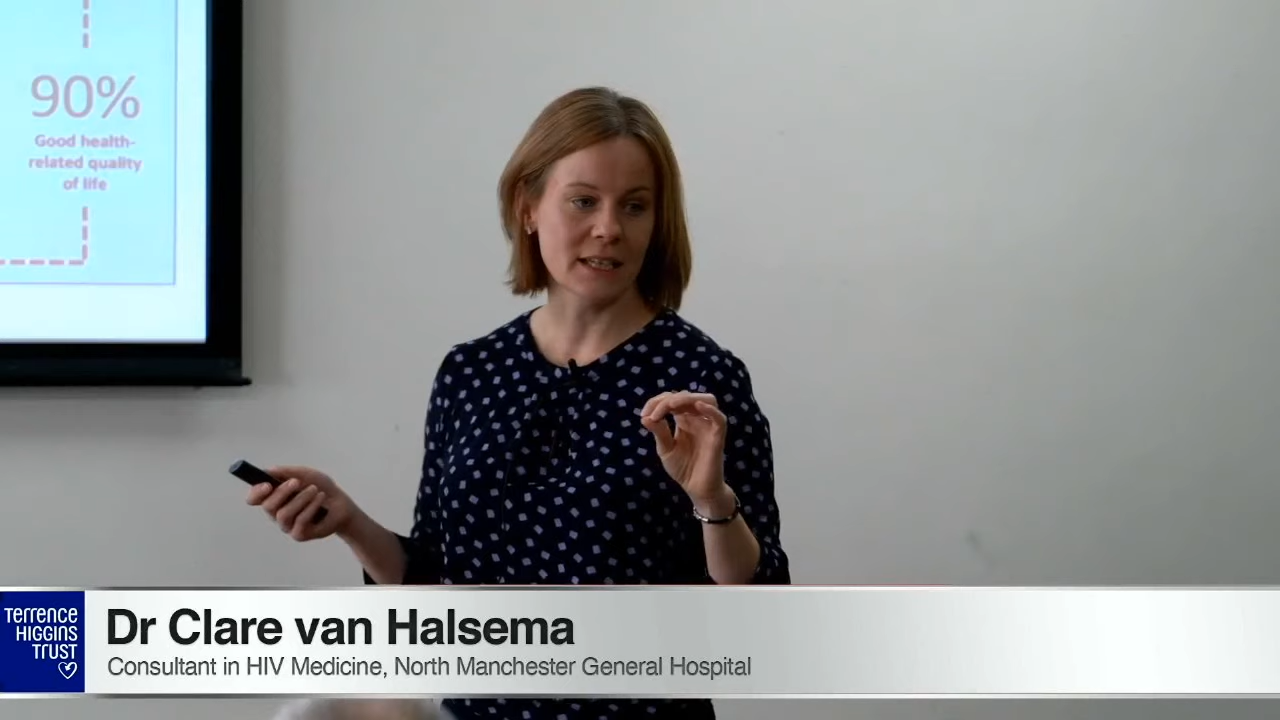 90%
Good health-
related quality
of life
Terrence
Higgins
Trust
Dr Clare van Halsema
Consultant in HIV Medicine, North Manchester General Hospital